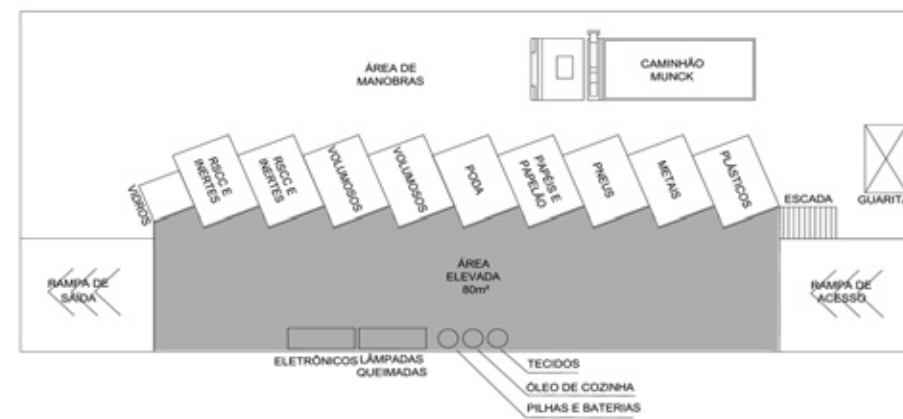 ÁREA DE
MANOBRAS
CAMINHÃO
MUNCK
VIDROS
RSCC E
INERTES
RSCC E
INERTES
VOLUMOSOS
VOLUMOSOS
PODA
PAPÉIS E
PAPELÃO
PNEUS
METAIS
PLÁSTICOS
ESCADA
GUARITA
RAMPA DE
SAÍDA
ÁREA
ELEVADA
80m²
RAMPA DE
ACESSO
ELETRÔNICOS
LÂMPADAS
QUEIMADAS
TECIDOS
ÓLEO DE COZINHA
PILHAS E BATERIAS